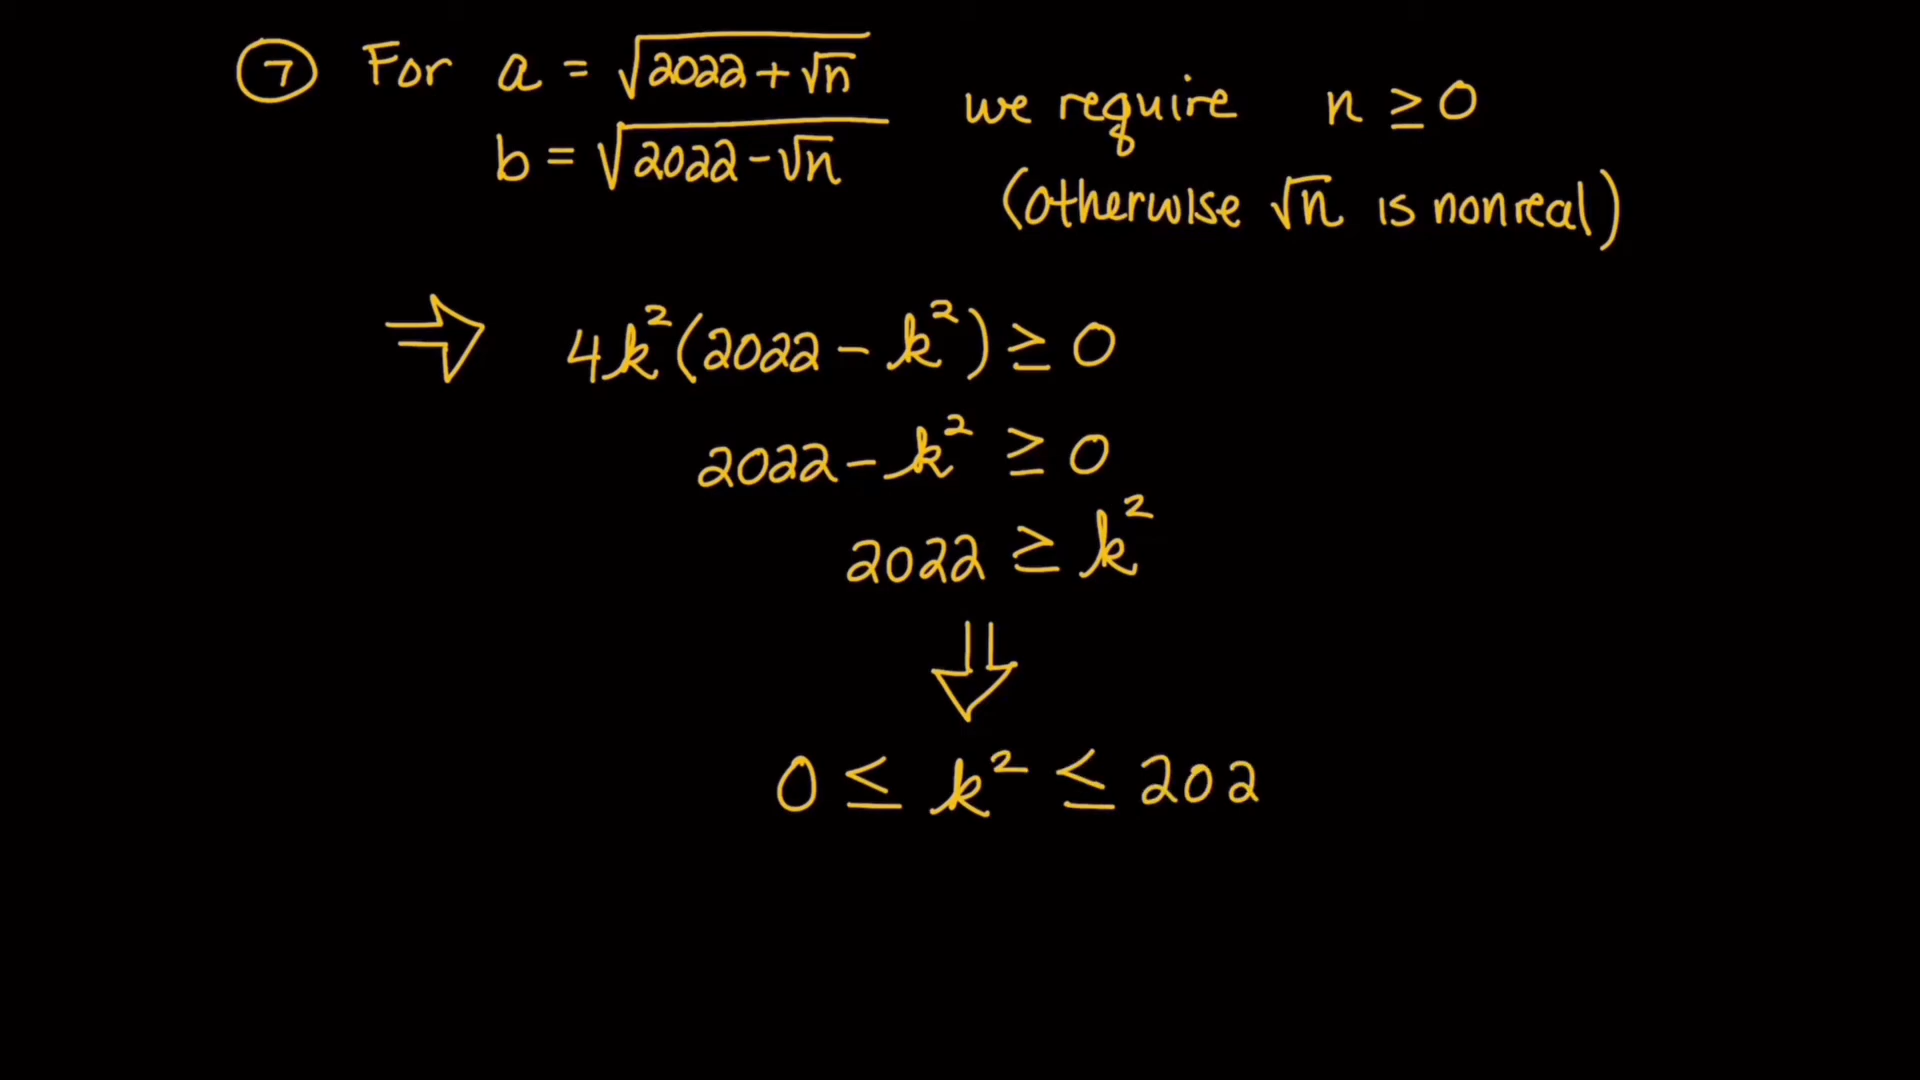 ⑦ For a = √(2022+√n)
b = √(2022-√n)
we require n ≥ 0
(otherwise √n is nonreal)
⇒ 4k²(2022 - k²) ≥ 0
2022 - k² ≥ 0
2022 ≥ k²
⇓
0 ≤ k² ≤ 202